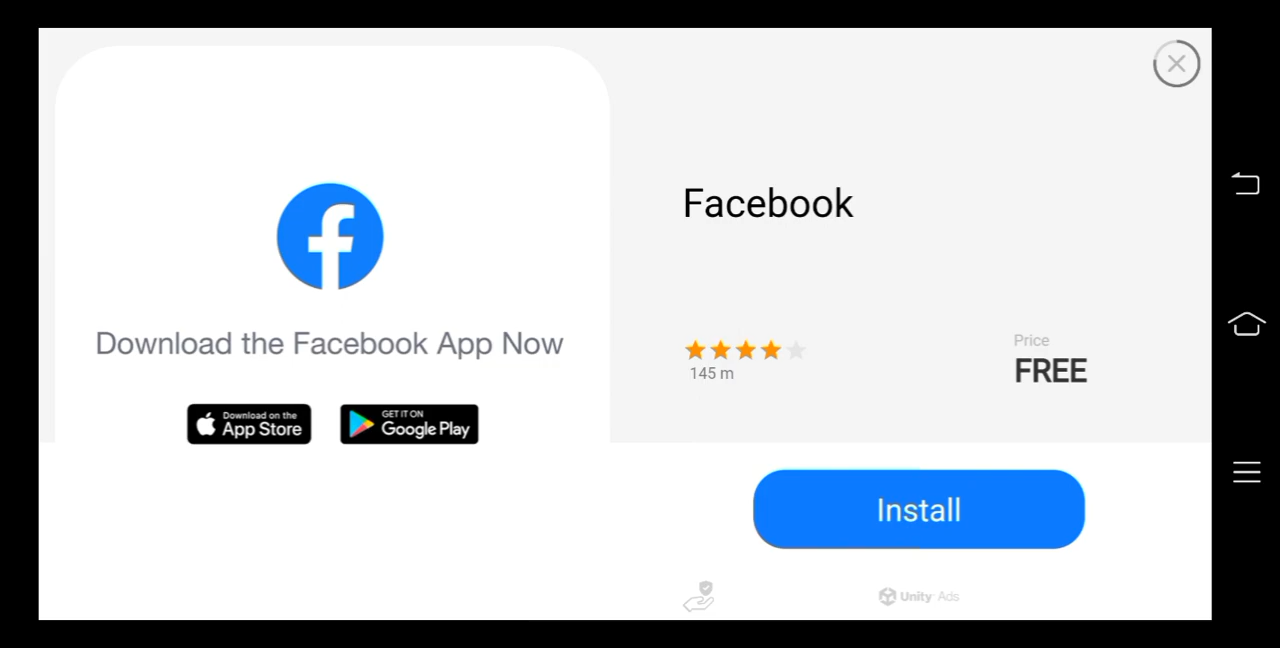 Download the Facebook App Now
Download on the
App Store
GET IT ON
Google Play
Facebook
145 m
Price
FREE
Install
Unity Ads